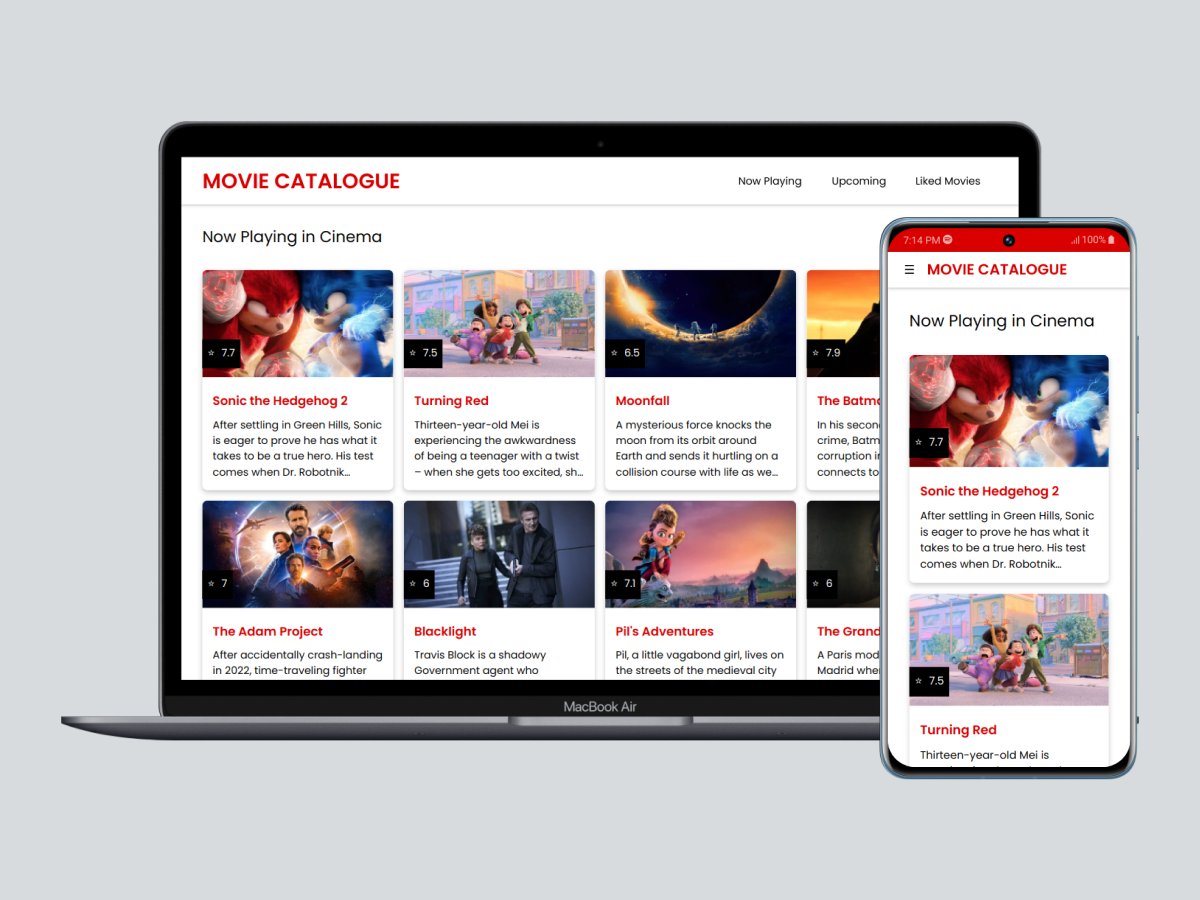 MOVIE CATALOGUE
Now Playing Upcoming Liked Movies
Now Playing in Cinema
☆ 7.7
Sonic the Hedgehog 2
After settling in Green Hills, Sonic
is eager to prove he has what it
takes to be a true hero. His test
comes when Dr. Robotnik...
☆ 7.5
Turning Red
Thirteen-year-old Mei is
experiencing the awkwardness
of being a teenager with a twist
– when she gets too excited, sh...
☆ 6.5
Moonfall
A mysterious force knocks the
moon from its orbit around
Earth and sends it hurtling on a
collision course with life as we...
☆ 7.9
The Batma
In his secon
crime, Batm
corruption in
connects to
☆ 7
The Adam Project
After accidentally crash-landing
in 2022, time-traveling fighter
☆ 6
Blacklight
Travis Block is a shadowy
Government agent who
☆ 7.1
Pil's Adventures
Pil, a little vagabond girl, lives on
the streets of the medieval city
☆ 6
The Grand
A Paris mod
Madrid whe
MacBook Air
7:14 PM 100%
☰ MOVIE CATALOGUE
Now Playing in Cinema
☆ 7.7
Sonic the Hedgehog 2
After settling in Green Hills, Sonic
is eager to prove he has what it
takes to be a true hero. His test
comes when Dr. Robotnik...
☆ 7.5
Turning Red
Thirteen-year-old Mei is